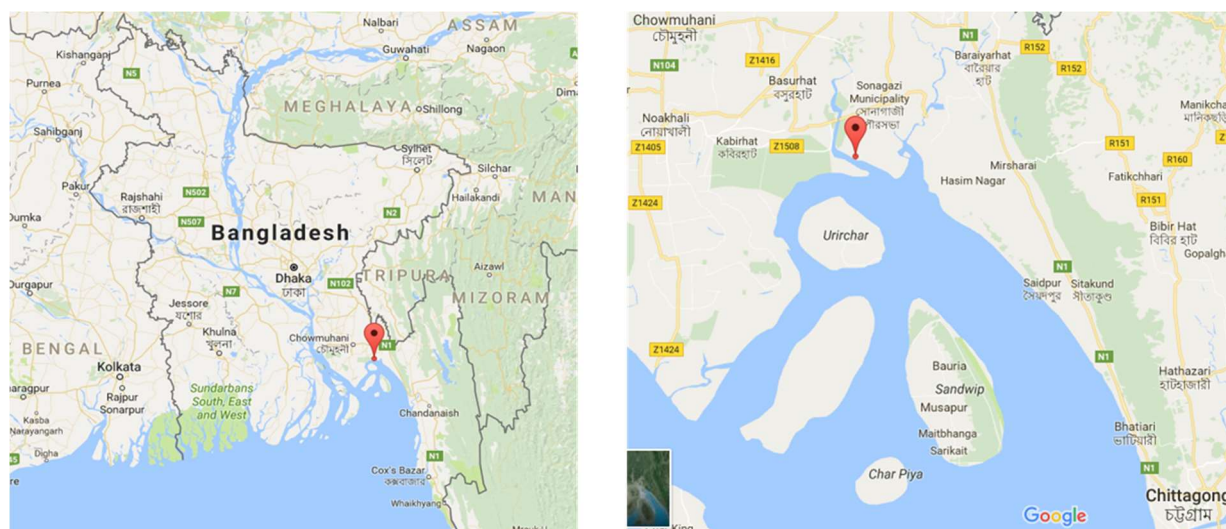 Nalbari
ASSAM
Kishanganj
N5
Guwahati
Nagaon
Purnea
MEGHALAYA
Shillong
Sahibganj
Sylhet
সিলেট
Silchar
Pakur
N502
Hailakandi
MAN
Dumka
Rajshahi
রাজশাহী
N507
N2
Bangladesh
Durgapur
Dhaka
ঢাকা
TRIPURA
Aizawl
N102
MIZORAM
Jessore
যশোর
N7
BENGAL
Khulna
খুলনা
Chowmuhani
চৌমুহনী
N1
Kolkata
Sundarbans
South, East
and West
Rajpur
Sonarpur
Chandanaish
Kasba
Narayangarh
Digha
N1
Cox's Bazar
কক্সবাজার
Whaikhyang
Chowmuhani
চৌমুহনী
N1
R152
Baraiyarhat
বারৈয়ার
হাট
R152
N104
Z1416
Basurhat
বসুরহাট
Sonagazi
Municipality
সোনাগাজী
Noakhali
নোয়াখালী
Kabirhat
কবিরহাট
Z1508
Z1405
R151
R160
Mirsharai
Hasim Nagar
Fatikchhari
Z1424
R151
Bibir Hat
বিবির হাট
Urirchar
N1
Saidpur
সৈয়দপুর
Sitakund
সীতাকুণ্ড
Z1424
N1
Bauria
Sandwip
Hathazari
হাটহাজারী
Musapur
Maitbhanga
Sarikait
Bhatiari
ভাটিয়ারী
Char Piya
N1
Chittagong
চট্টগ্রাম
Google